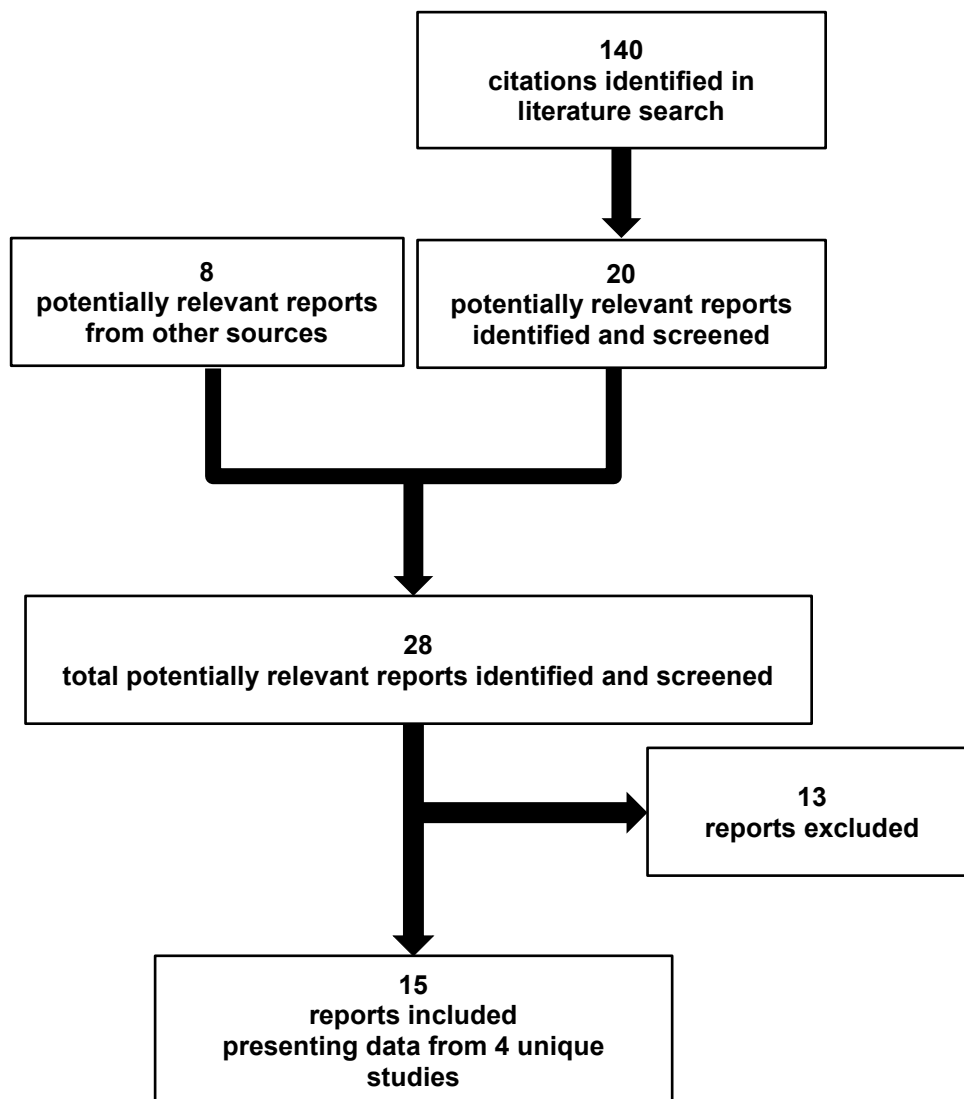 140
citations identified in
literature search
8
potentially relevant reports
from other sources
20
potentially relevant reports
identified and screened
28
total potentially relevant reports identified and screened
13
reports excluded
15
reports included
presenting data from 4 unique
studies